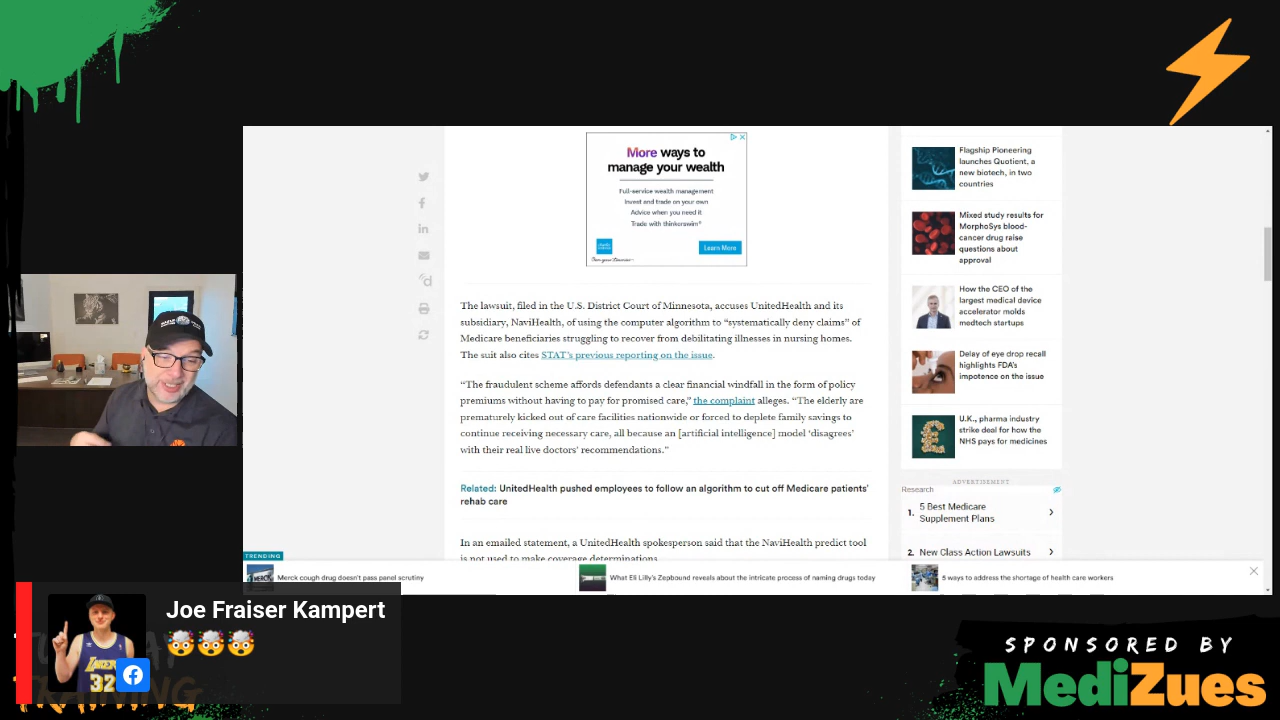 More ways to
manage your wealth
Full-service wealth management
Invest and trade on your own
Advice when you need it
Trade with thinkorswim®
Learn More
The lawsuit, filed in the U.S. District Court of Minnesota, accuses UnitedHealth and its
subsidiary, NaviHealth, of using the computer algorithm to “systematically deny claims” of
Medicare beneficiaries struggling to recover from debilitating illnesses in nursing homes.
The suit also cites STAT’s previous reporting on the issue.
“The fraudulent scheme affords defendants a clear financial windfall in the form of policy
premiums without having to pay for promised care,” the complaint alleges. “The elderly are
prematurely kicked out of care facilities nationwide or forced to deplete family savings to
continue receiving necessary care, all because an [artificial intelligence] model ‘disagrees’
with their real live doctors’ recommendations.”
Related: UnitedHealth pushed employees to follow an algorithm to cut off Medicare patients’
rehab care
In an emailed statement, a UnitedHealth spokesperson said that the NaviHealth predict tool
is not used to make coverage determinations.
Flagship Pioneering
launches Quotient, a
new biotech, in two
countries
Mixed study results for
MorphoSys blood-
cancer drug raise
questions about
approval
How the CEO of the
largest medical device
accelerator molds
medtech startups
Delay of eye drop recall
highlights FDA’s
impotence on the issue
U.K., pharma industry
strike deal for how the
NHS pays for medicines
ADVERTISEMENT
Research
1. 5 Best Medicare
Supplement Plans
2. New Class Action Lawsuits
TRENDING
Merck cough drug doesn’t pass panel scrutiny
What Eli Lilly’s Zepbound reveals about the intricate process of naming drugs today
5 ways to address the shortage of health care workers
Joe Fraiser Kampert
🤯🤯🤯
LAKERS
32
TRAINING
SPONSORED BY
MediZues